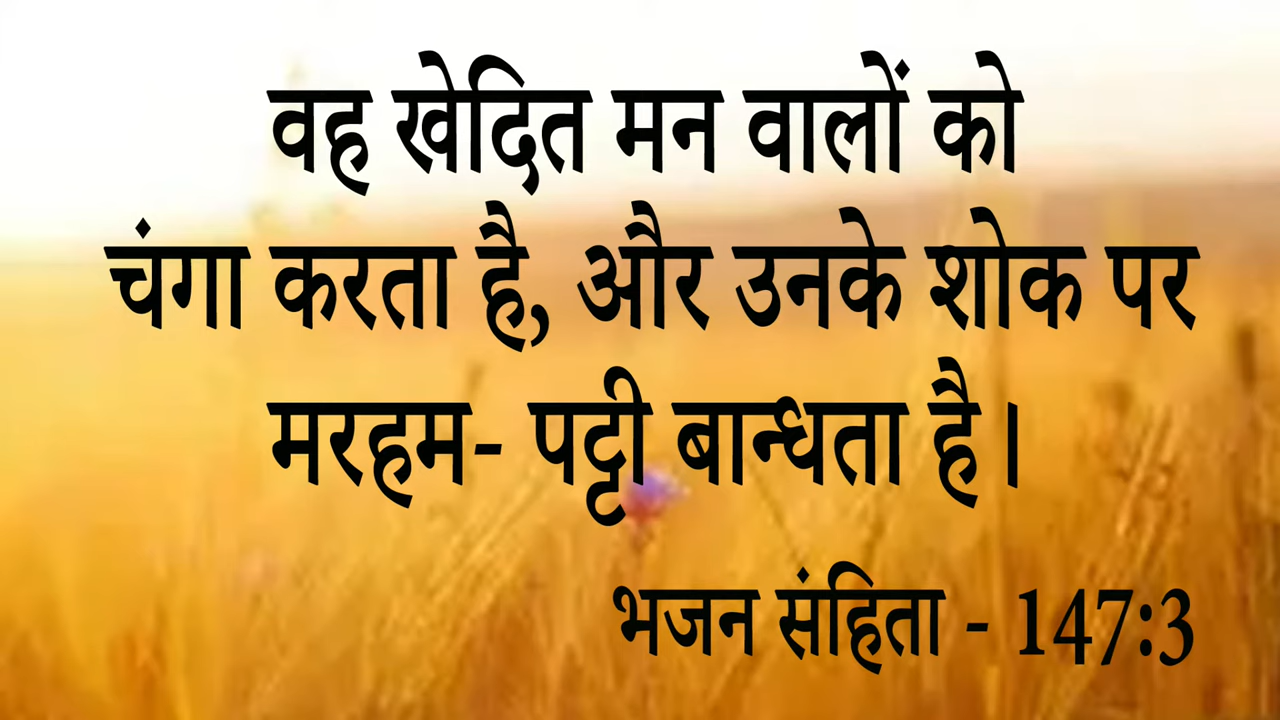 वह खेदित मन वालों को
चंगा करता है, और उनके शोक पर
मरहम- पट्टी बान्धता है।
भजन संहिता - 147:3